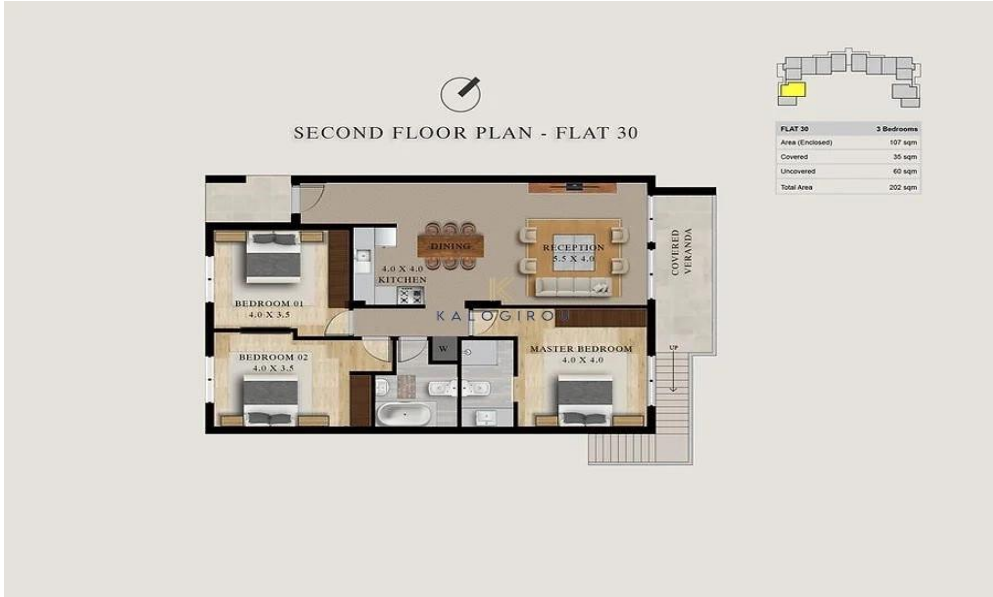 SECOND FLOOR PLAN - FLAT 30
FLAT 30 3 Bedrooms
Area (Enclosed) 107 sqm
Covered 35 sqm
Uncovered 60 sqm
Total Area 202 sqm
DINING
RECEPTION
5.5 X 4.0
COVERED
VERANDA
4.0 X 4.0
KITCHEN
BEDROOM 01
4.0 X 3.5
KALOGIROU
BEDROOM 02
4.0 X 3.5
W
MASTER BEDROOM
4.0 X 4.0
UP